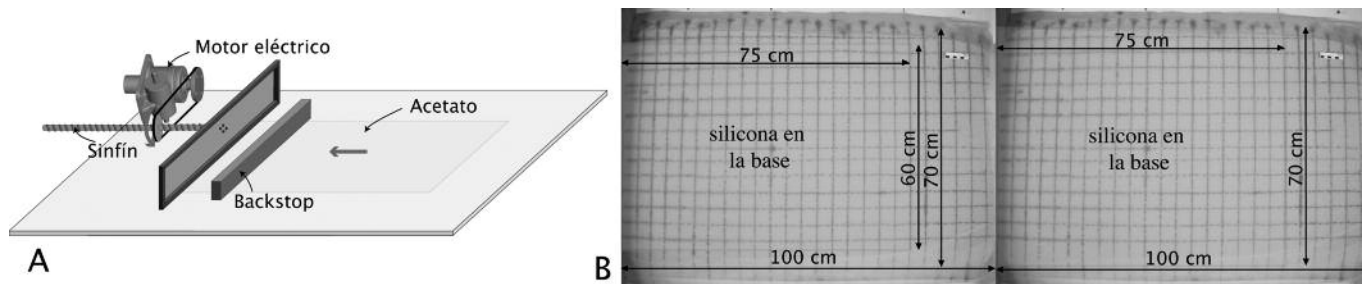 Motor eléctrico
Acetato
Sinfín
Backstop
A
B
75 cm
silicona en
la base
60 cm
70 cm
100 cm
75 cm
silicona en
la base
70 cm
100 cm